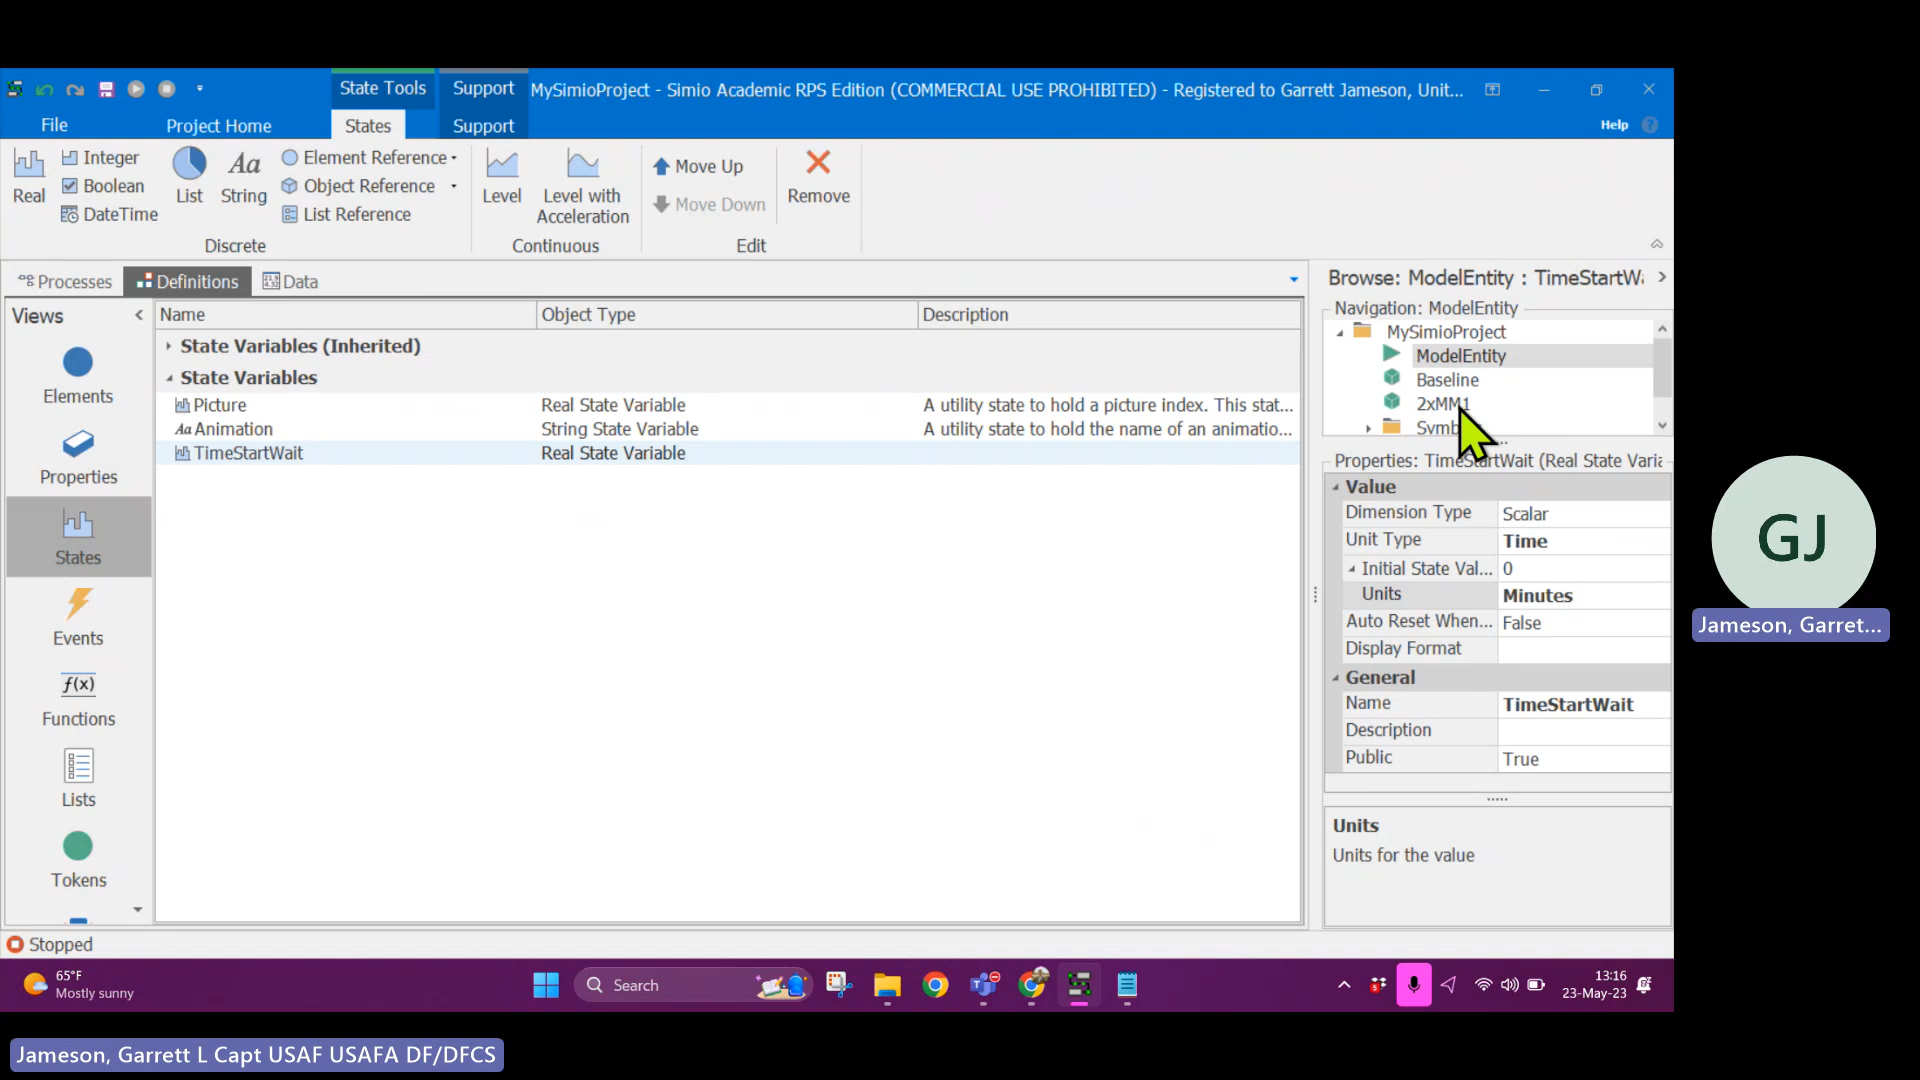 State Tools
Support
MySimioProject - Simio Academic RPS Edition (COMMERCIAL USE PROHIBITED) - Registered to Garrett Jameson, Unit...
File
Project Home
States
Support
Help
Real
Integer
Boolean
DateTime
List
Aa
String
Element Reference
Object Reference
List Reference
Discrete
Level
Level with
Acceleration
Continuous
Move Up
Move Down
Edit
Remove
Processes
Definitions
Data
Views
Elements
Properties
States
Events
f(x)
Functions
Lists
Tokens
Name
Object Type
Description
State Variables (Inherited)
State Variables
Picture
Real State Variable
A utility state to hold a picture index. This stat...
Aa Animation
String State Variable
A utility state to hold the name of an animatio...
TimeStartWait
Real State Variable
Browse: ModelEntity : TimeStartWa
Navigation: ModelEntity
MySimioProject
ModelEntity
Baseline
2xMM1
Symb
Properties: TimeStartWait (Real State Varia
Value
Dimension Type
Scalar
Unit Type
Time
Initial State Val...
0
Units
Minutes
Auto Reset When...
False
Display Format
General
Name
TimeStartWait
Description
Public
True
Units
Units for the value
Stopped
65°F
Mostly sunny
Search
13:16
23-May-23
GJ
Jameson, Garret...
Jameson, Garrett L Capt USAF USAFA DF/DFCS